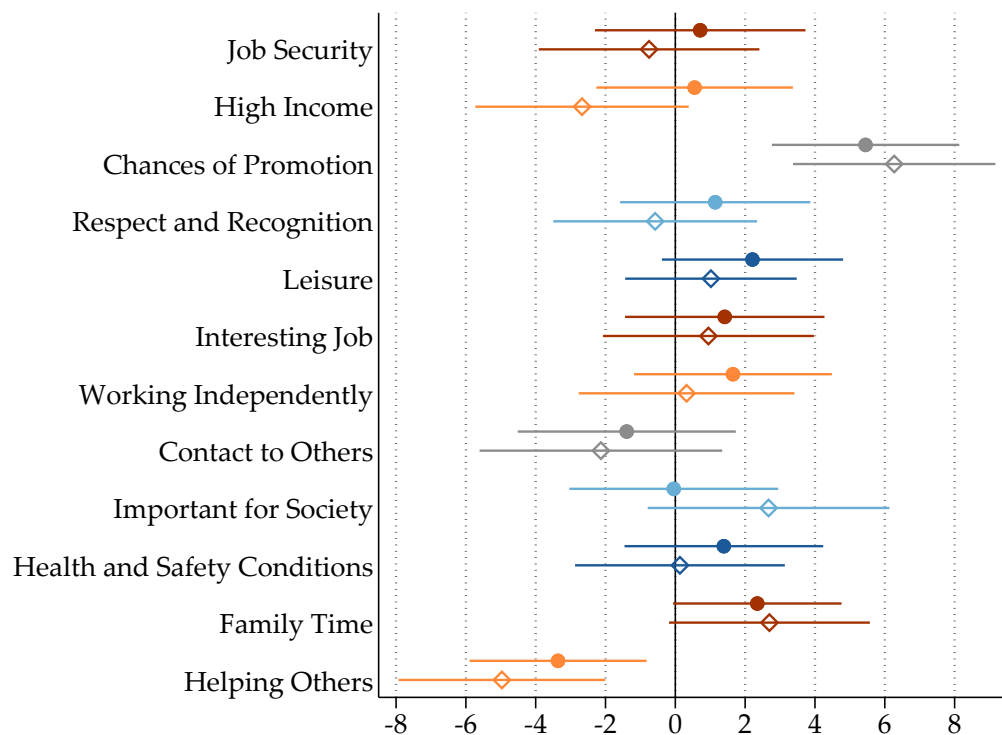 Job Security
High Income
Chances of Promotion
Respect and Recognition
Leisure
Interesting Job
Working Independently
Contact to Others
Important for Society
Health and Safety Conditions
Family Time
Helping Others
-8 -6 -4 -2 0 2 4 6 8